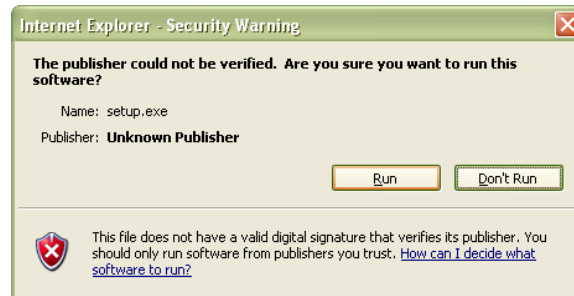 Internet Explorer - Security Warning
The publisher could not be verified.  Are you sure you want to run this
software?
Name: setup.exe
Publisher: Unknown Publisher
Run Don't Run
This file does not have a valid digital signature that verifies its publisher. You
should only run software from publishers you trust. How can I decide what
software to run?